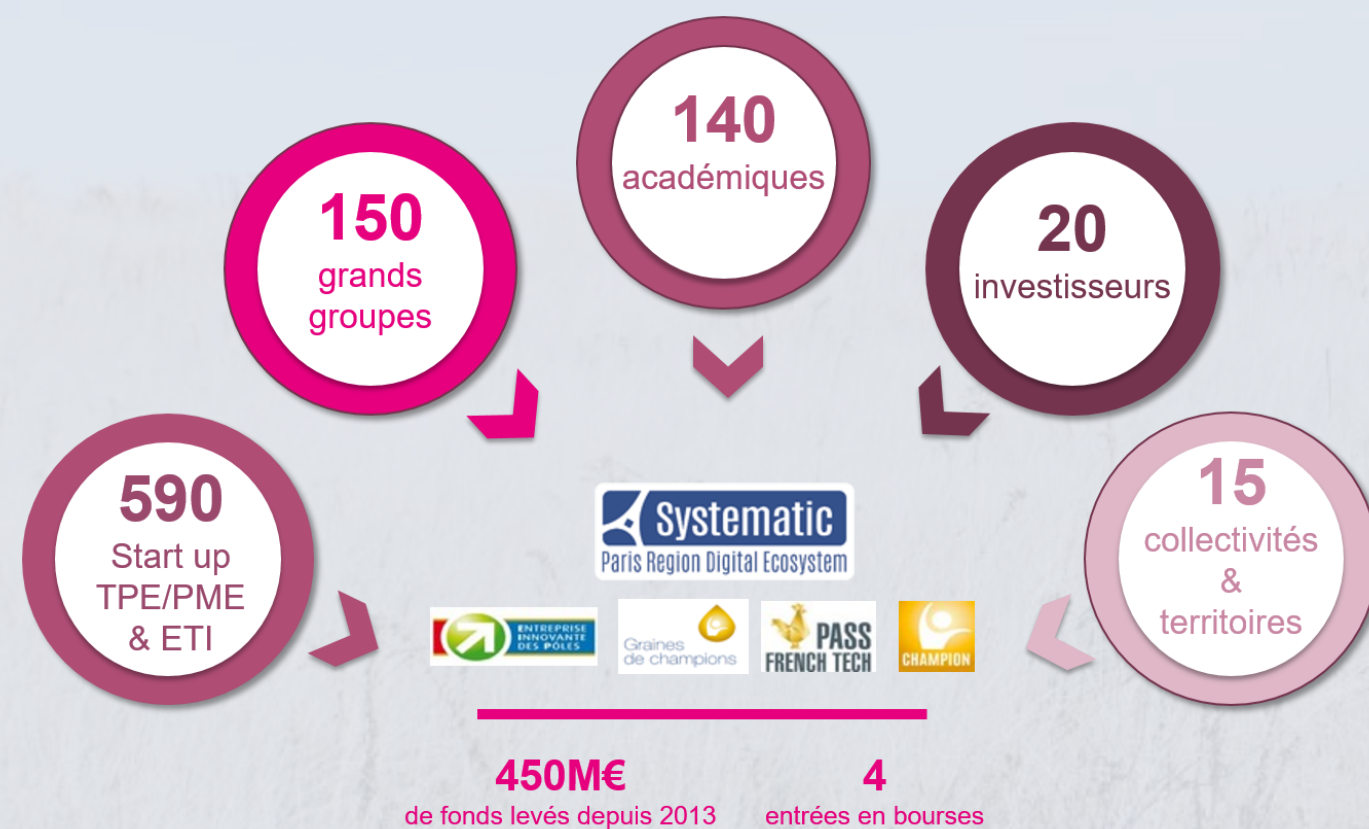 140
académiques
150
grands
groupes
20
investisseurs
590
Start up
TPE/PME
& ETI
15
collectivités
&
territoires
Systematic
Paris Region Digital Ecosystem
ENTREPRISE
INNOVANTE
DES PÔLES
Graines
de champions
PASS
FRENCH TECH
CHAMPION
450M€
de fonds levés depuis 2013
4
entrées en bourses